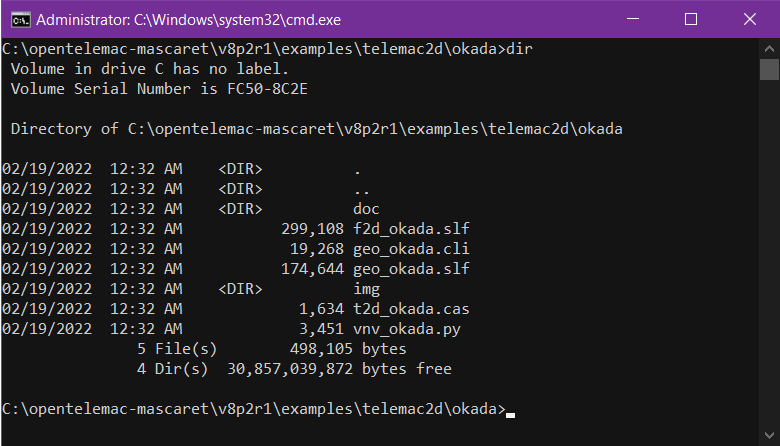 Administrator: C:\Windows\system32\cmd.exe
C:\opentelemac-mascaret\v8p2r1\examples\telemac2d\okada>dir
 Volume in drive C has no label.
 Volume Serial Number is FC50-8C2E

 Directory of C:\opentelemac-mascaret\v8p2r1\examples\telemac2d\okada

02/19/2022  12:32 AM    <DIR>          .
02/19/2022  12:32 AM    <DIR>          ..
02/19/2022  12:32 AM    <DIR>          doc
02/19/2022  12:32 AM           299,108 f2d_okada.slf
02/19/2022  12:32 AM            19,268 geo_okada.cli
02/19/2022  12:32 AM           174,644 geo_okada.slf
02/19/2022  12:32 AM    <DIR>          img
02/19/2022  12:32 AM             1,634 t2d_okada.cas
02/19/2022  12:32 AM             3,451 vnv_okada.py
               5 File(s)        498,105 bytes
               4 Dir(s)  30,857,039,872 bytes free

C:\opentelemac-mascaret\v8p2r1\examples\telemac2d\okada>